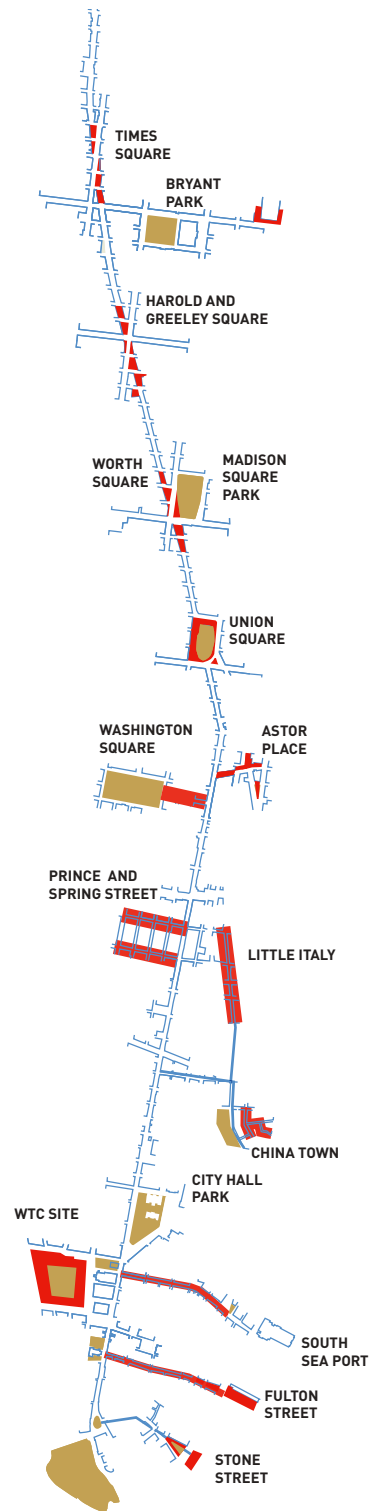 TIMES
SQUARE
BRYANT
PARK
HAROLD AND
GREELEY SQUARE
WORTH
SQUARE
MADISON
SQUARE
PARK
UNION
SQUARE
WASHINGTON
SQUARE
ASTOR
PLACE
PRINCE AND
SPRING STREET
LITTLE ITALY
CHINA TOWN
CITY HALL
PARK
WTC SITE
SOUTH
SEA PORT
FULTON
STREET
STONE
STREET